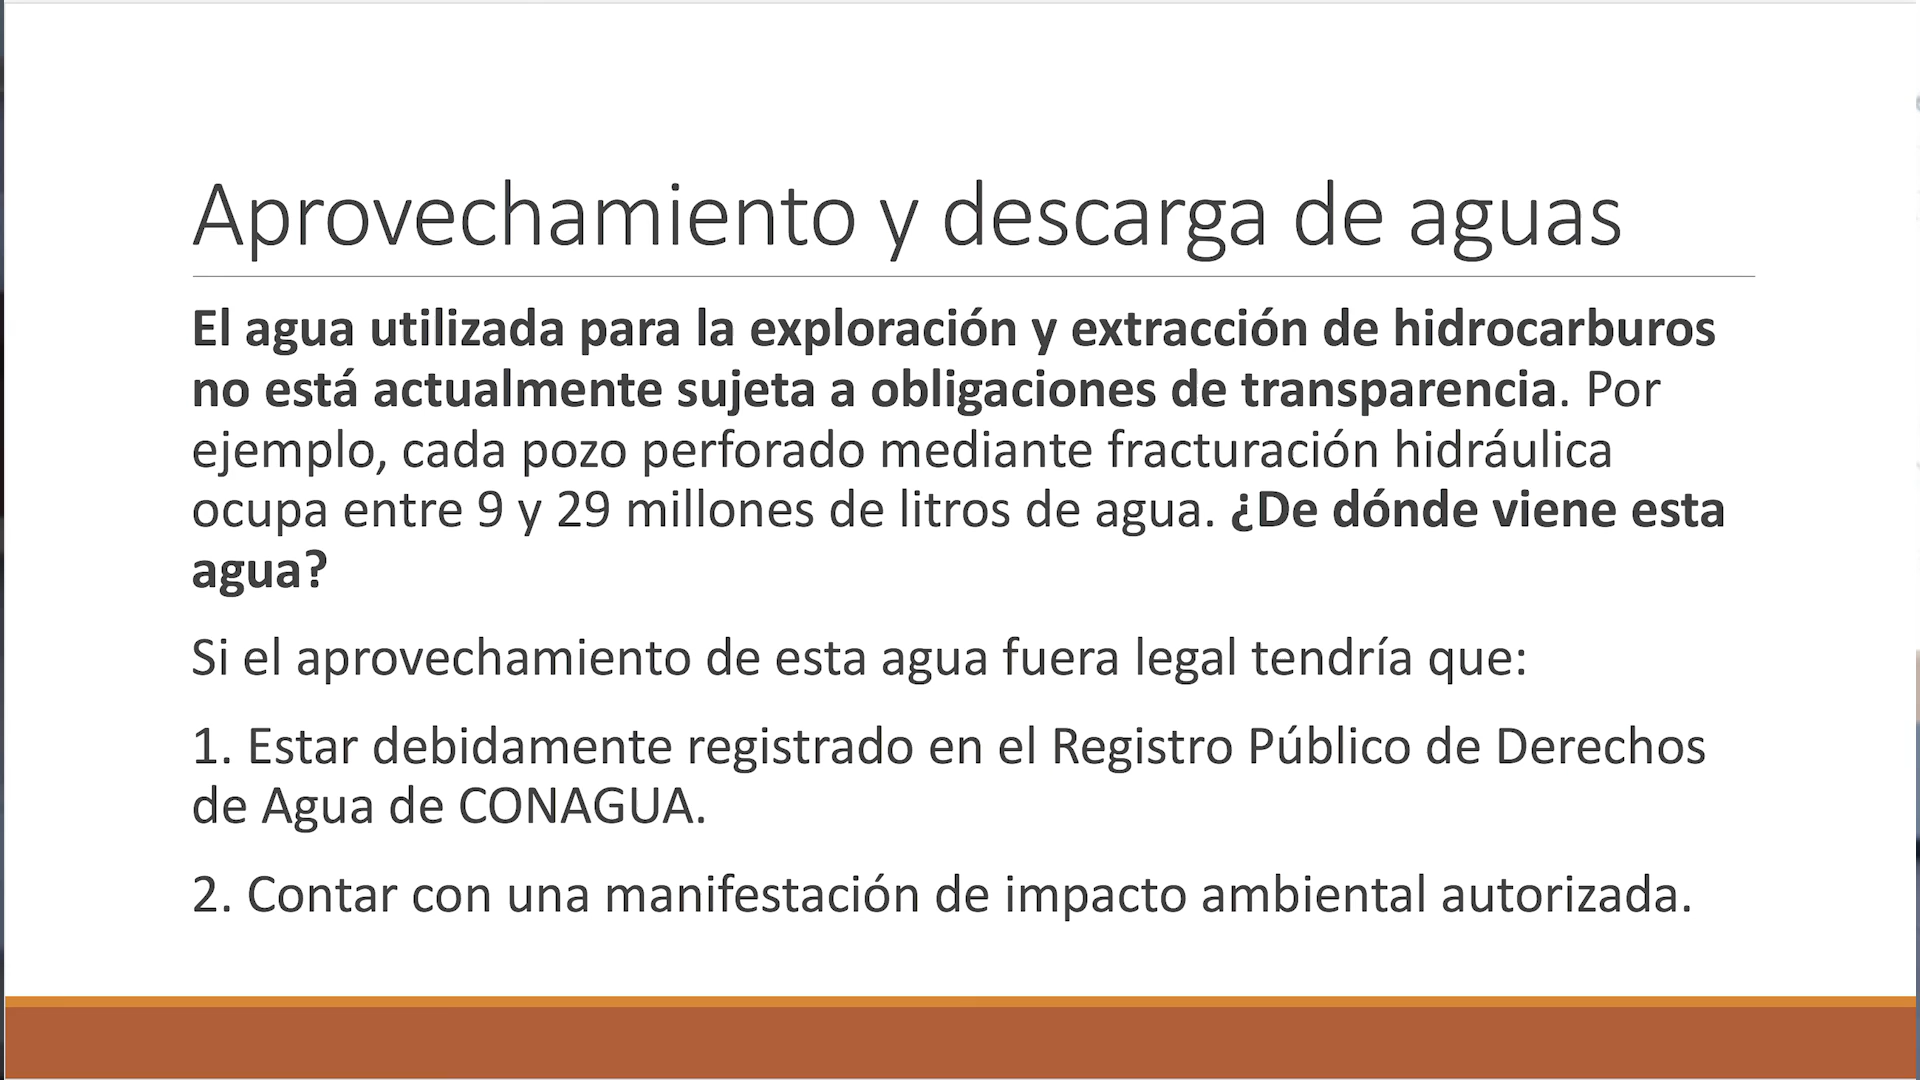 Aprovechamiento y descarga de aguas
El agua utilizada para la exploración y extracción de hidrocarburos
no está actualmente sujeta a obligaciones de transparencia. Por
ejemplo, cada pozo perforado mediante fracturación hidráulica
ocupa entre 9 y 29 millones de litros de agua. ¿De dónde viene esta
agua?
Si el aprovechamiento de esta agua fuera legal tendría que:
1. Estar debidamente registrado en el Registro Público de Derechos
de Agua de CONAGUA.
2. Contar con una manifestación de impacto ambiental autorizada.